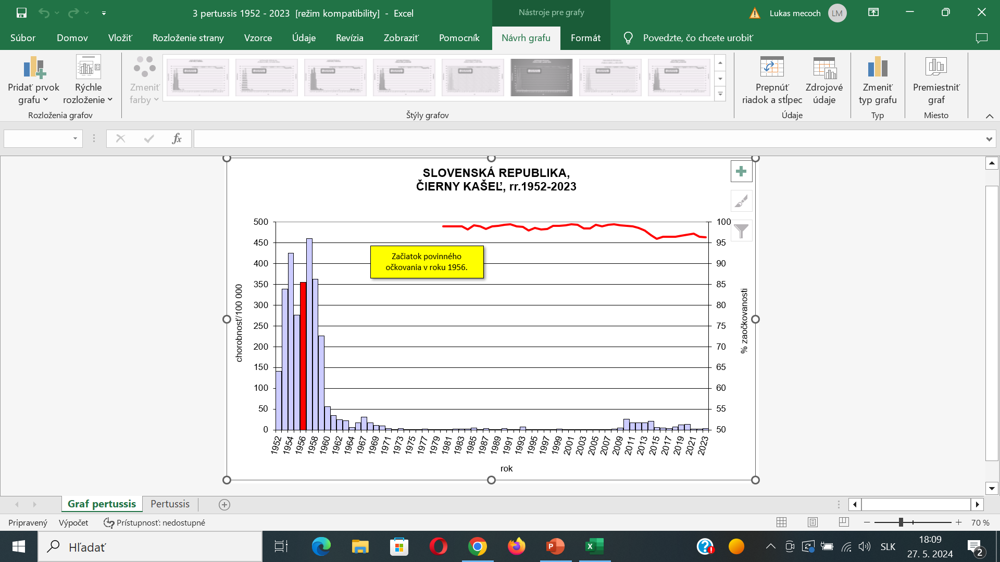 3 pertussis 1952 - 2023  [režim kompatibility]  -  Excel
Nástroje pre grafy
Lukas mecoch
LM
Súbor
Domov
Vložiť
Rozloženie strany
Vzorce
Údaje
Revízia
Zobraziť
Pomocník
Návrh grafu
Formát
Povedzte, čo chcete urobiť
Pridať prvok
grafu
Rýchle
rozloženie
Rozloženia grafov
Zmeniť
farby
Štýly grafov
Prepnúť
riadok a stĺpec
Zdrojové
údaje
Údaje
Zmeniť
typ grafu
Typ
Premiestniť
graf
Miesto
fx
SLOVENSKÁ REPUBLIKA,
ČIERNY KAŠEĽ, rr.1952-2023
Začiatok povinného
očkovania v roku 1956.
chorobnosť/100 000
500
450
400
350
300
250
200
150
100
50
0
100
95
90
85
80
75
70
65
60
55
50
% zaočkovanosti
1952
1954
1956
1958
1960
1962
1964
1967
1969
1971
1973
1975
1977
1979
1981
1983
1985
1987
1989
1991
1993
1995
1997
1999
2001
2003
2005
2007
2009
2011
2013
2015
2017
2019
2021
2023
rok
Graf pertussis
Pertussis
Pripravený
Výpočet
Prístupnosť: nedostupné
70 %
Hľadať
SLK
18:09
27. 5. 2024
2